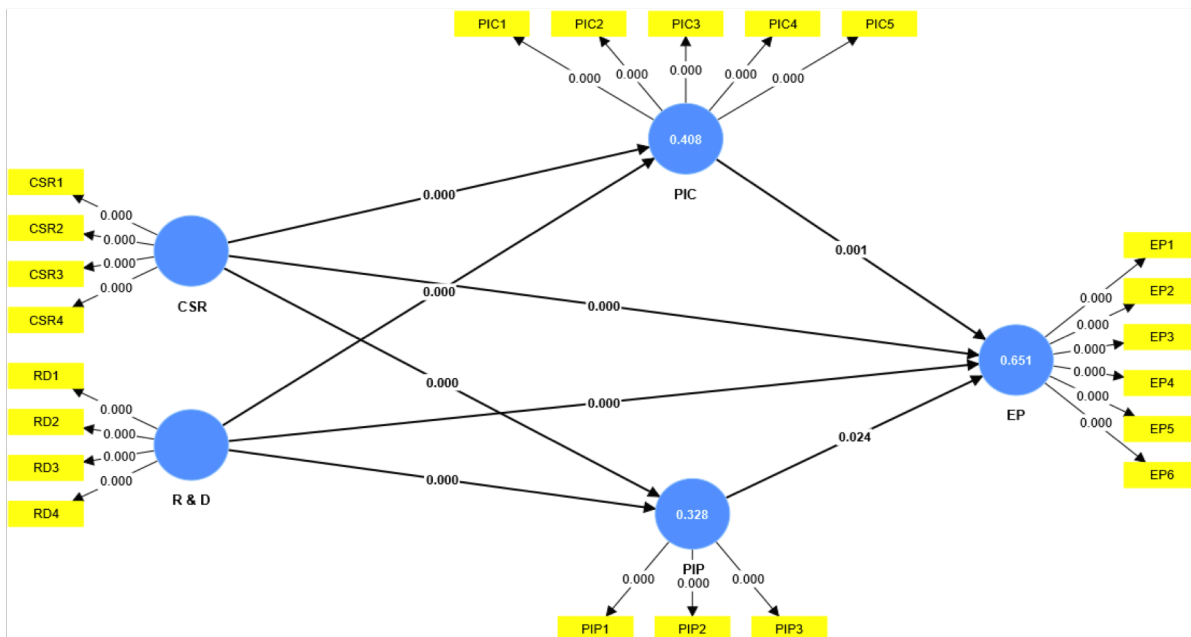 PIC1 PIC2 PIC3 PIC4 PIC5
0.000 0.000 0.000 0.000 0.000
0.408
PIC
CSR1
CSR2
CSR3
CSR4
0.000
0.000
0.000
0.000
CSR
RD1
RD2
RD3
RD4
0.000
0.000
0.000
0.000
R & D
0.000
0.000
0.000
0.000
0.000
0.000
0.001
0.024
0.651
EP
0.000
0.000
0.000
0.000
0.000
0.000
EP1
EP2
EP3
EP4
EP5
EP6
0.328
PIP
0.000 0.000 0.000
PIP1 PIP2 PIP3